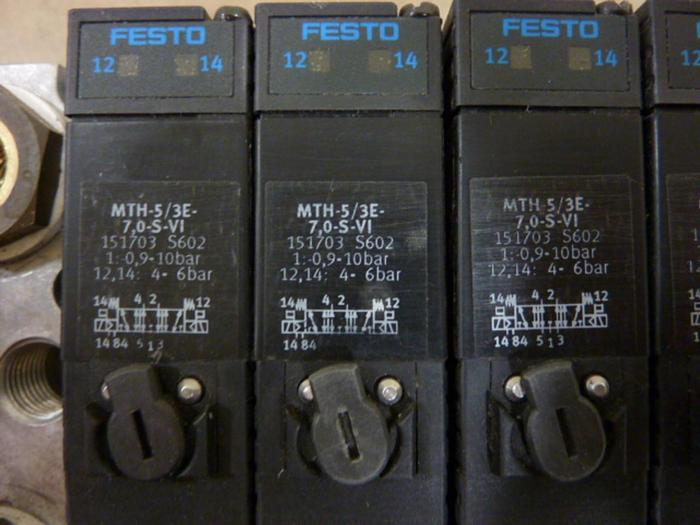 FESTO
12 14
MTH-5/3E-
7,0-S-VI
151703 S602
1:-0,9-10bar
12,14: 4- 6bar
14 4 2 12
14 84 5 1 3
FESTO
12 14
MTH-5/3E-
7,0-S-VI
151703 S602
1:-0,9-10bar
12,14: 4- 6bar
14 4 2 12
14 84
FESTO
12 14
MTH-5/3E-
7,0-S-VI
151703 S602
1:-0,9-10bar
12,14: 4- 6bar
14 4 2 12
14 84 5 1 3
12